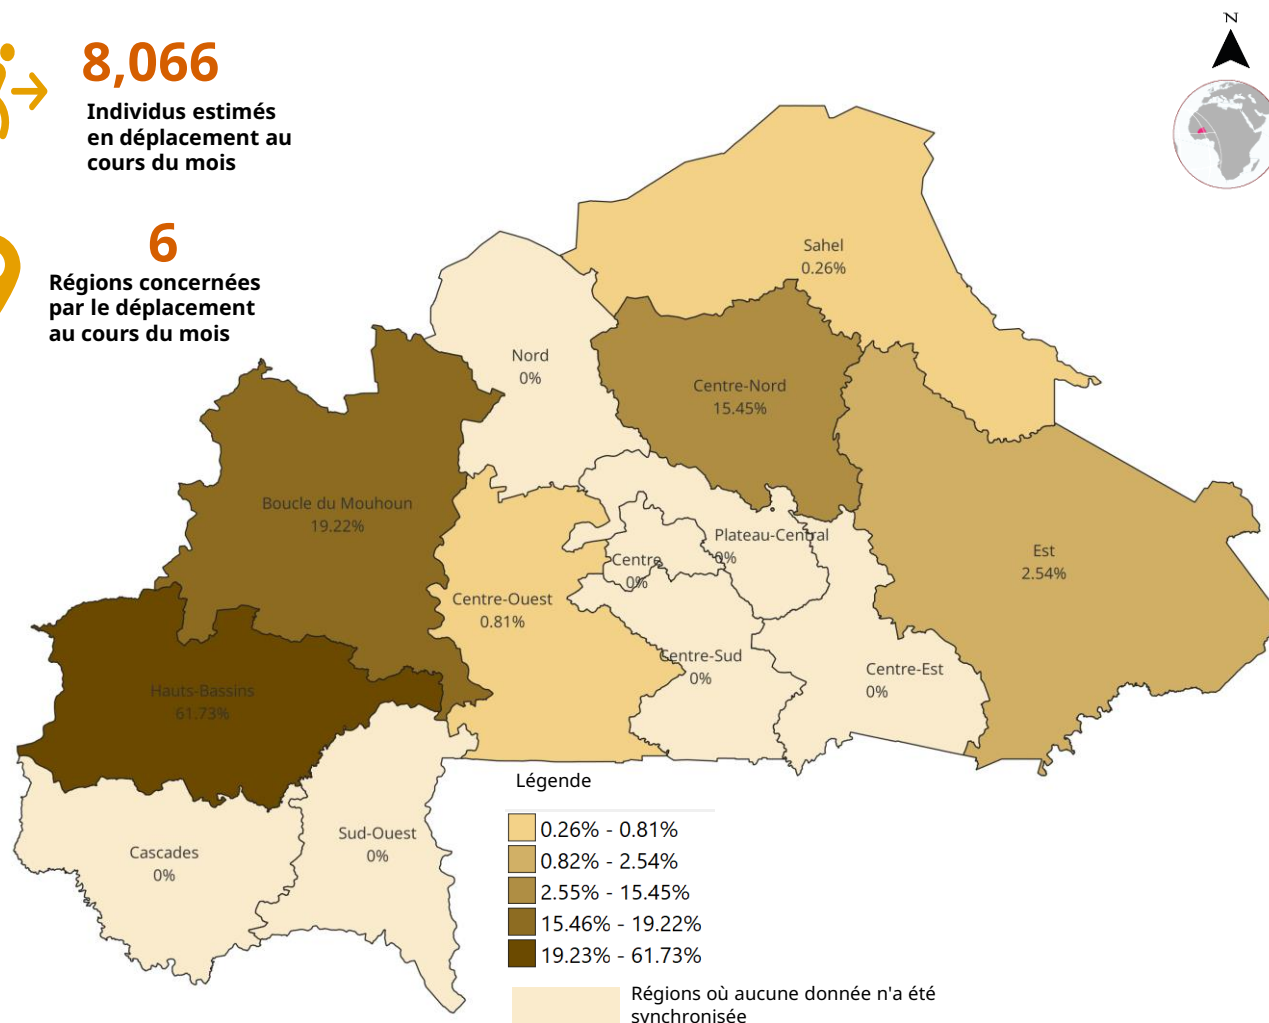 N
8,066
Individus estimés
en déplacement au
cours du mois
6
Régions concernées
par le déplacement
au cours du mois
Sahel
0.26%
Nord
0%
Centre-Nord
15.45%
Boucle du Mouhoun
19.22%
Plateau-Central
0%
Centre
0%
Est
2.54%
Centre-Ouest
0.81%
Centre-Sud
0%
Centre-Est
0%
Hauts-Bassins
61.73%
Sud-Ouest
0%
Cascades
0%
Légende
0.26% - 0.81%
0.82% - 2.54%
2.55% - 15.45%
15.46% - 19.22%
19.23% - 61.73%
Régions où aucune donnée n'a été
synchronisée